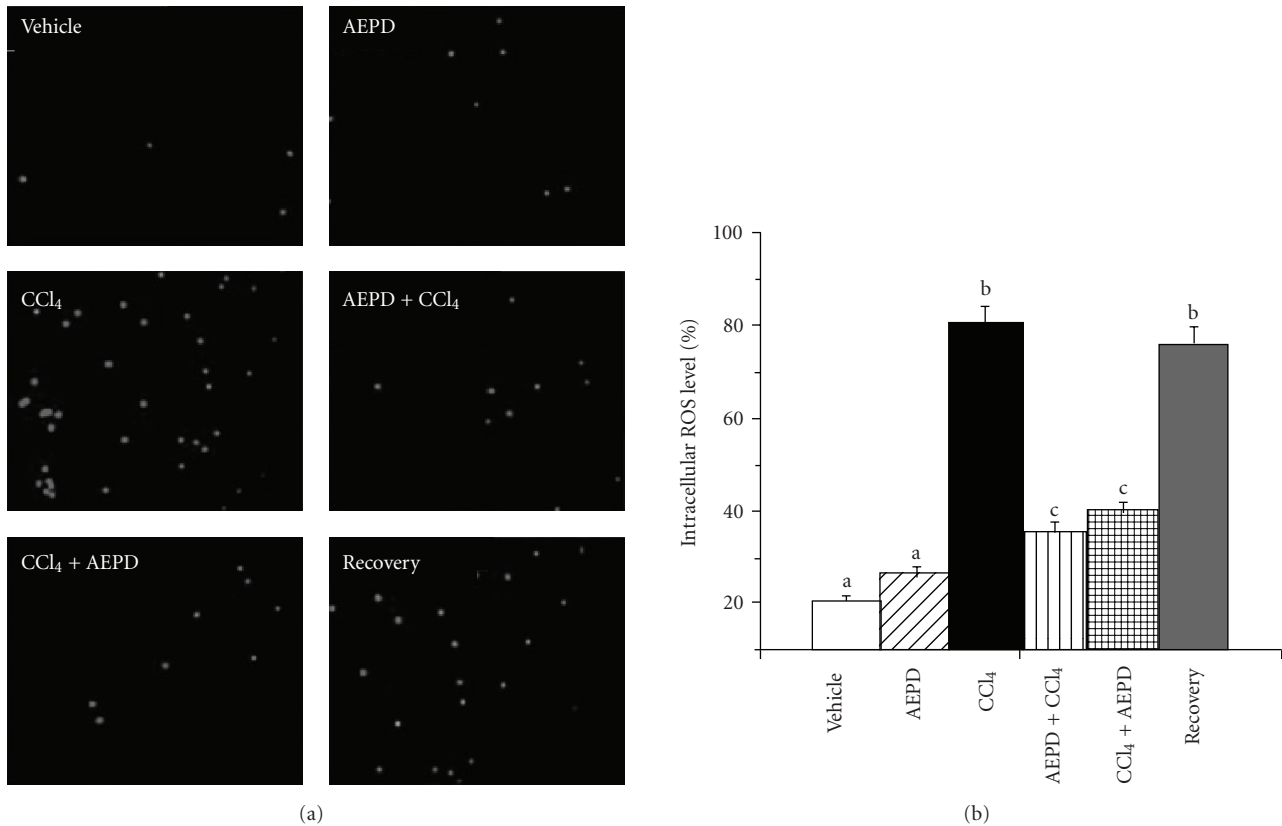 Vehicle
AEPD
CCl₄
AEPD + CCl₄
CCl₄ + AEPD
Recovery
(a)
Intracellular ROS level (%)
100
80
60
40
20
a
a
b
c
c
b
Vehicle
AEPD
CCl₄
AEPD + CCl₄
CCl₄ + AEPD
Recovery
(b)